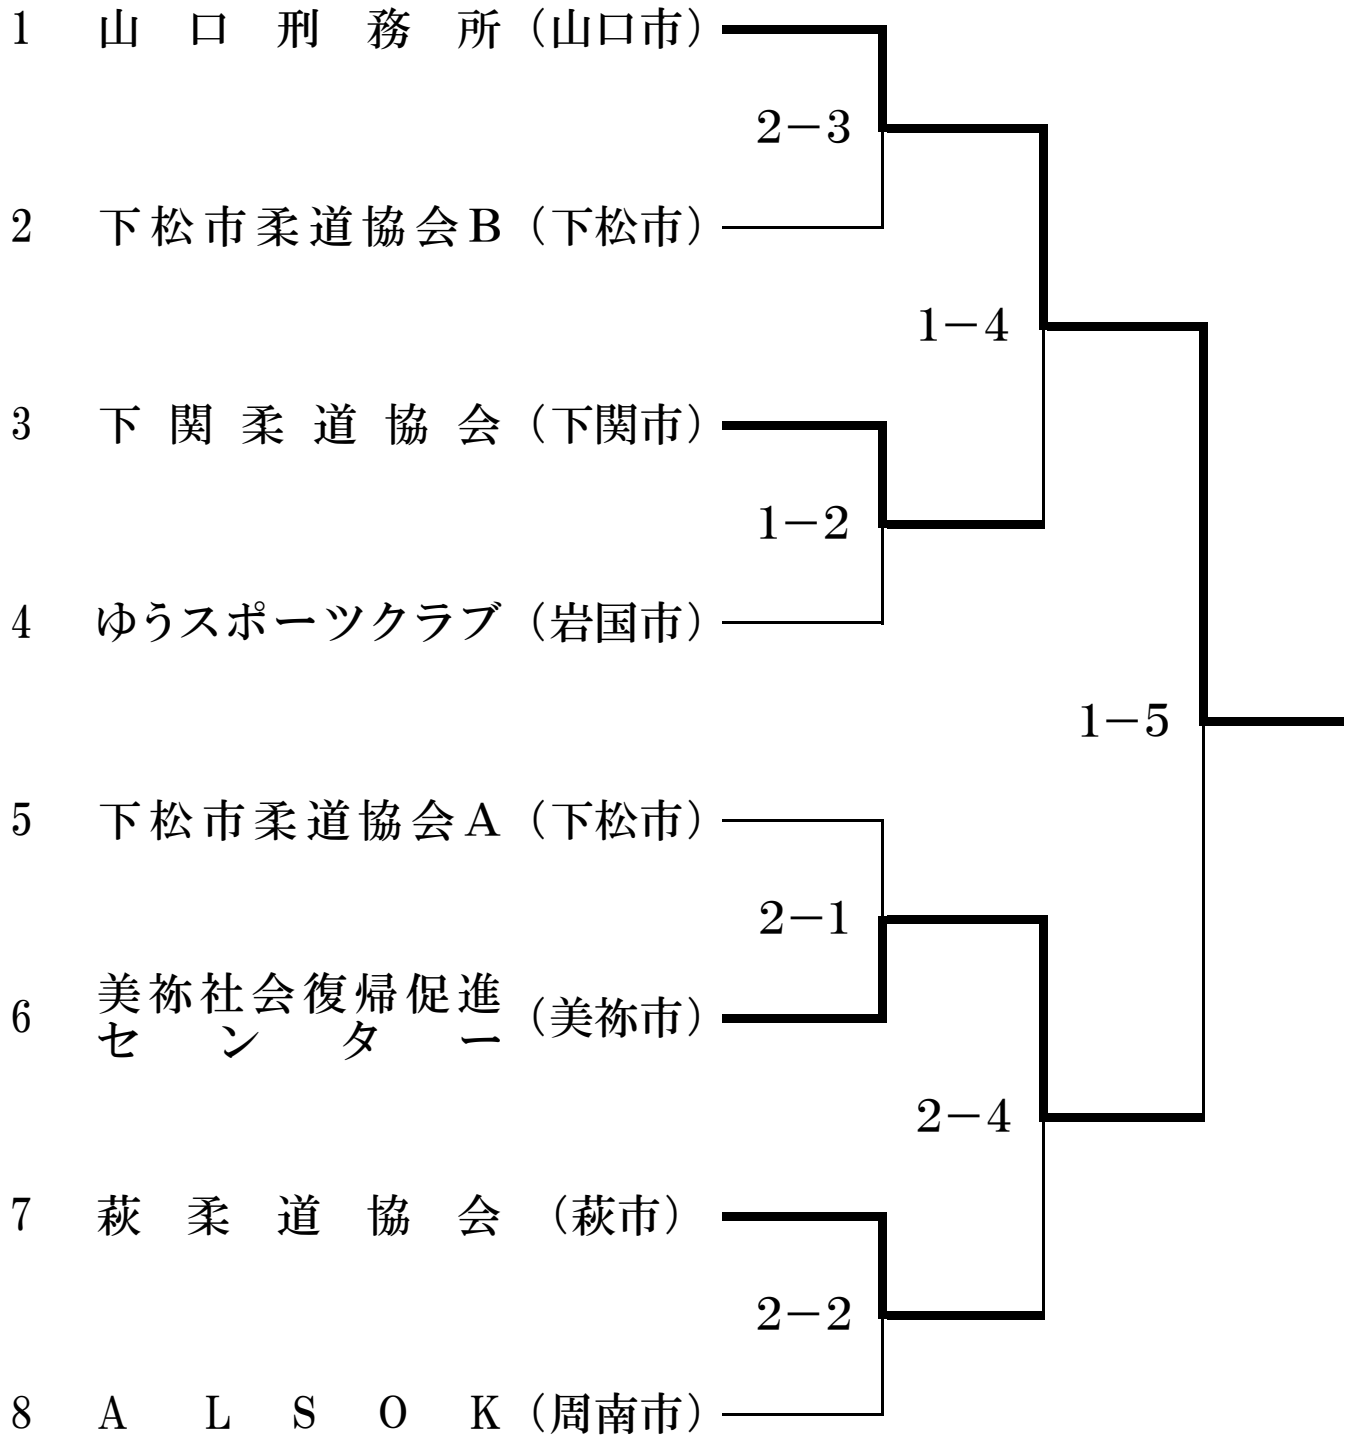 1 山口刑務所（山口市）
2－3
2 下松市柔道協会B（下松市）
1－4
3 下関柔道協会（下関市）
1－2
4 ゆうスポーツクラブ（岩国市）
1－5
5 下松市柔道協会A（下松市）
2－1
6 美祢社会復帰促進
センター（美祢市）
2－4
7 萩柔道協会（萩市）
2－2
8 ALSOK（周南市）